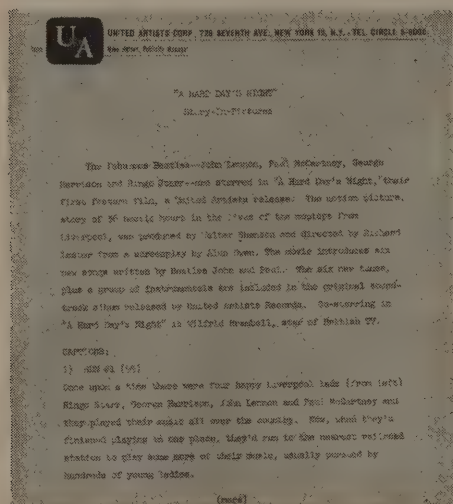 UA
UNITED ARTISTS CORP. 729 SEVENTH AVE., NEW YORK 19, N.Y. - TEL. CIRCLE 5-6000
"A HARD DAY'S NIGHT"
Story-In-Pictures
The Fabulous Beatles--John Lennon, Paul McCartney, George
Harrison and Ringo Starr--are starred in "A Hard Day's Night," their
first feature film, a United Artists release. The motion picture,
story of 36 hectic hours in the lives of the moptops from
Liverpool, was produced by Walter Shenson and directed by Richard
Lester from a screenplay by Alun Owen. The movie introduces six
new songs written by Beatles John and Paul. The six new tunes,
plus a group of instrumentals are included in the original sound-
track album released by United Artists Records. Co-starring in
"A Hard Day's Night" is Wilfrid Brambell, star of British TV.
CAPTIONS:
1)
Once upon a time there were four happy Liverpool lads (from left)
Ringo Starr, George Harrison, John Lennon and Paul McCartney and
they played their music all over the country. Now, when they'd
finished playing in one place, they'd run to the nearest railroad
station to play some more of their music, usually pursued by
hundreds of young ladies.
(more)